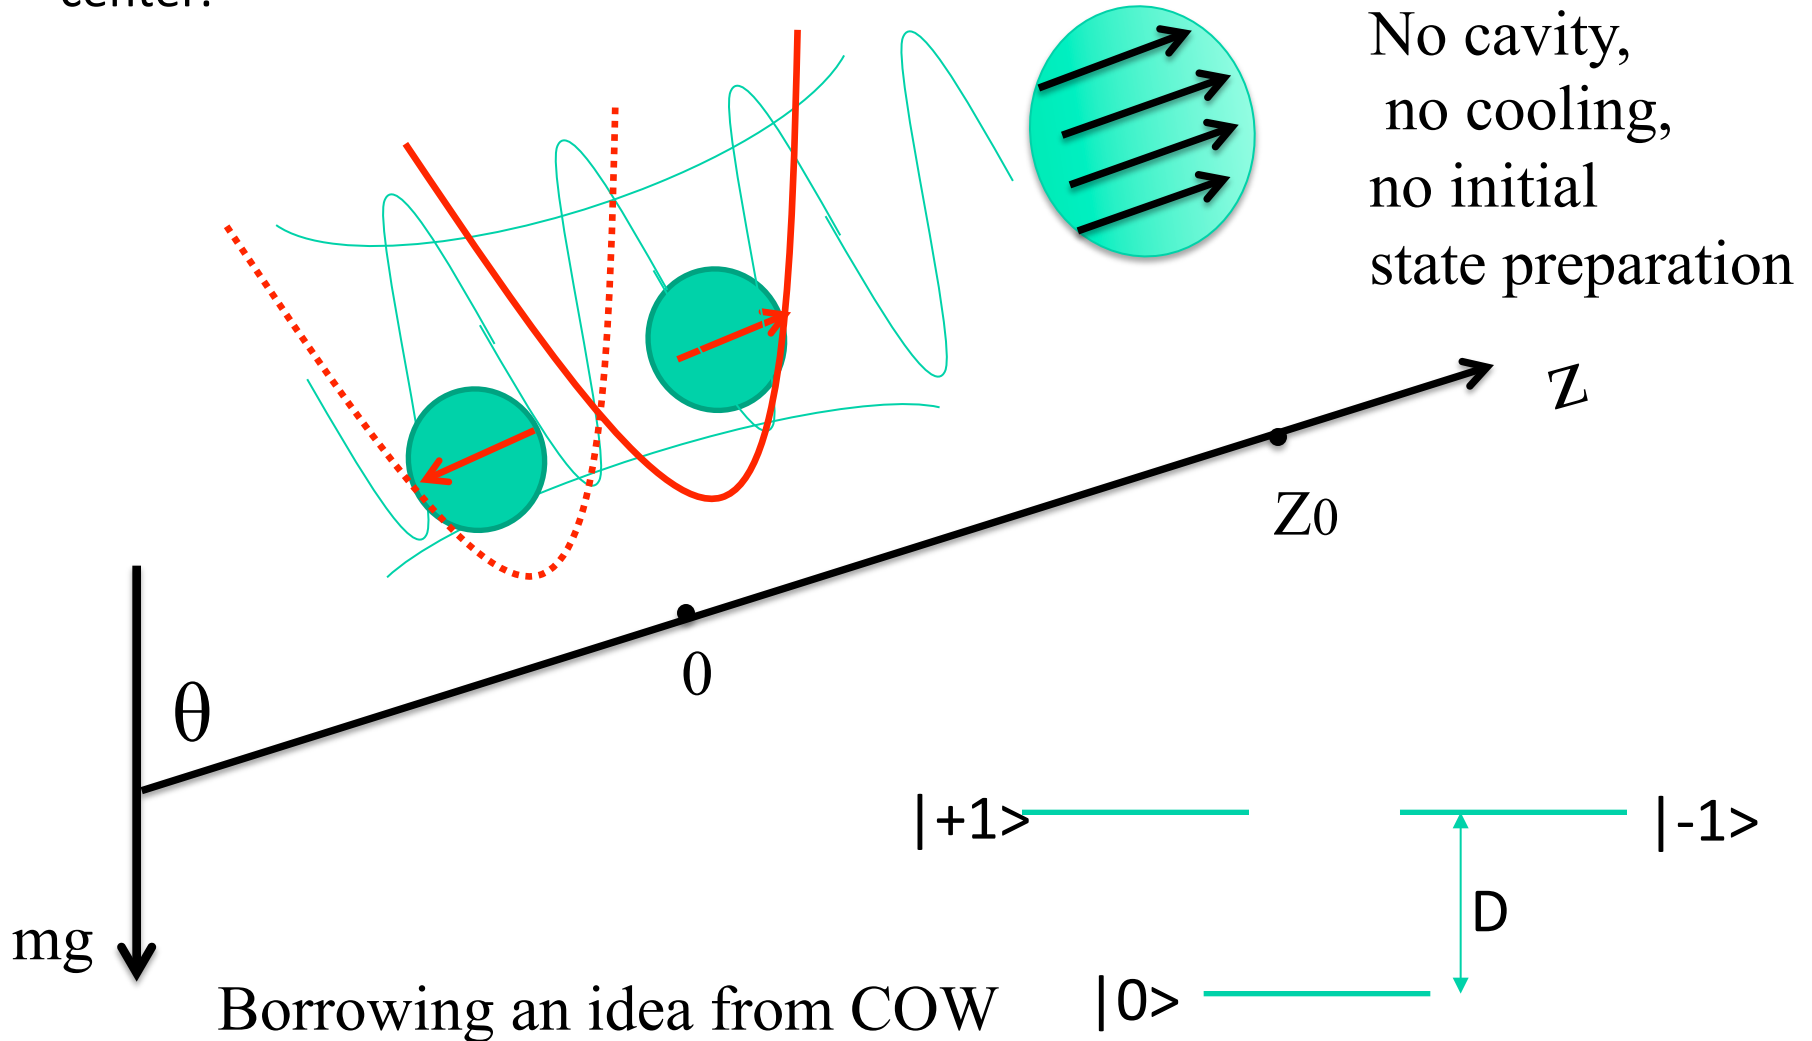 center.
No cavity,
no cooling,
no initial
state preparation
z
z0
0
θ
|+1>
|-1>
D
mg
|0>
Borrowing an idea from COW